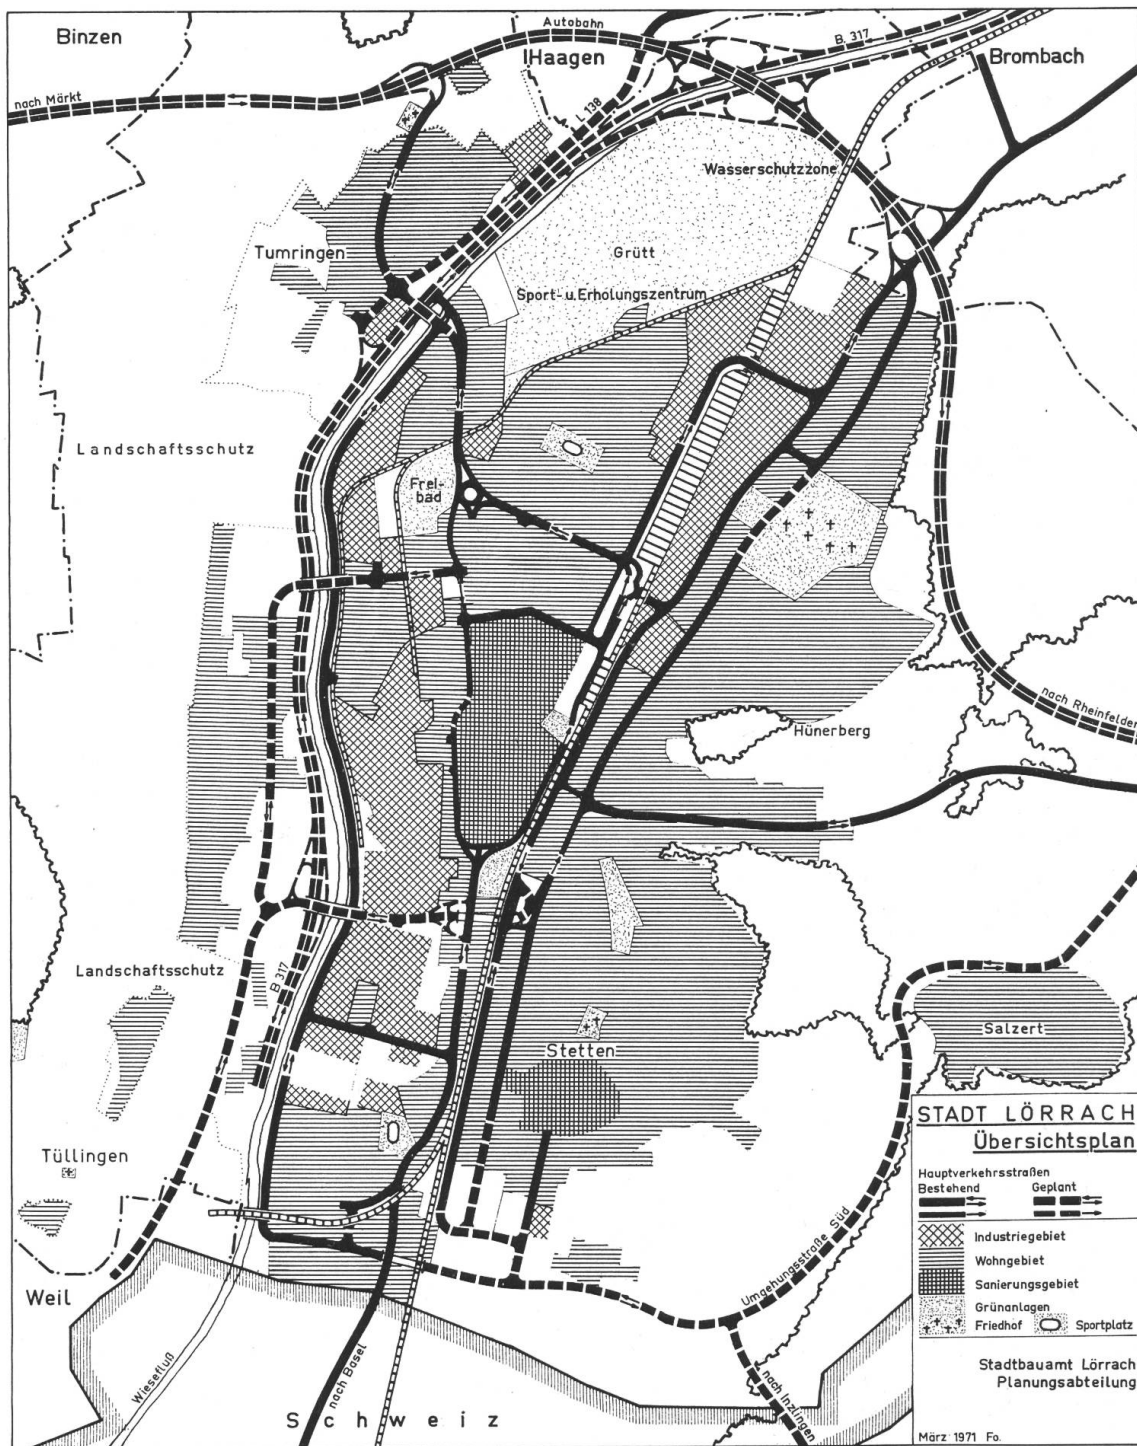 Binzen
Autobahn
Haagen
B. 317
Brombach
nach Märkt
L 138
Wasserschutzzone
Tumringen
Grütt
Sport- u. Erholungszentrum
Landschaftsschutz
Frei-
bad
nach Rheinfelden
Hünerberg
Landschaftsschutz
B 317
Stetten
Salzert
Tüllingen
Weil
Umgehungsstraße Süd
Wiesefluß
nach Basel
nach Inzlingen
Schweiz
STADT LÖRRACH
Übersichtsplan
Hauptverkehrsstraßen
Bestehend Geplant
Industriegebiet
Wohngebiet
Sanierungsgebiet
Grünanlagen
Friedhof Sportplatz
Stadtbauamt Lörrach
Planungsabteilung
März 1971 Fo.